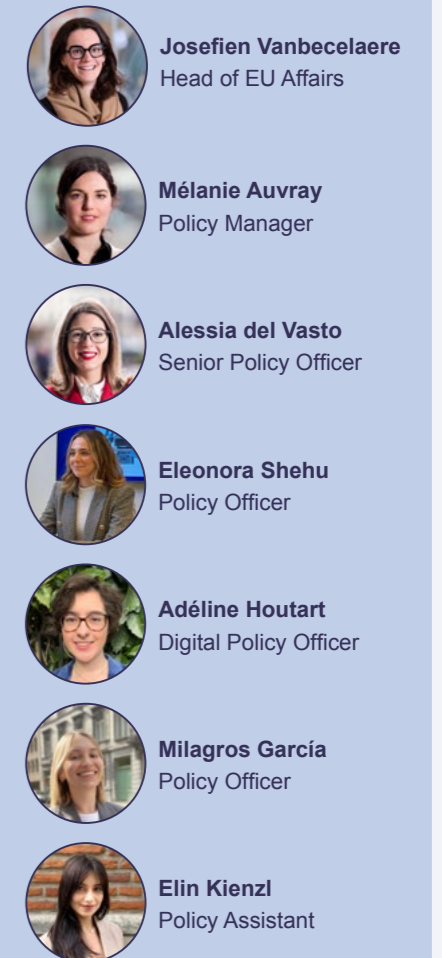 Josefien Vanbecelaere
Head of EU Affairs
Mélanie Auvray
Policy Manager
Alessia del Vasto
Senior Policy Officer
Eleonora Shehu
Policy Officer
Adéline Houtart
Digital Policy Officer
Milagros García
Policy Officer
Elin Kienzl
Policy Assistant